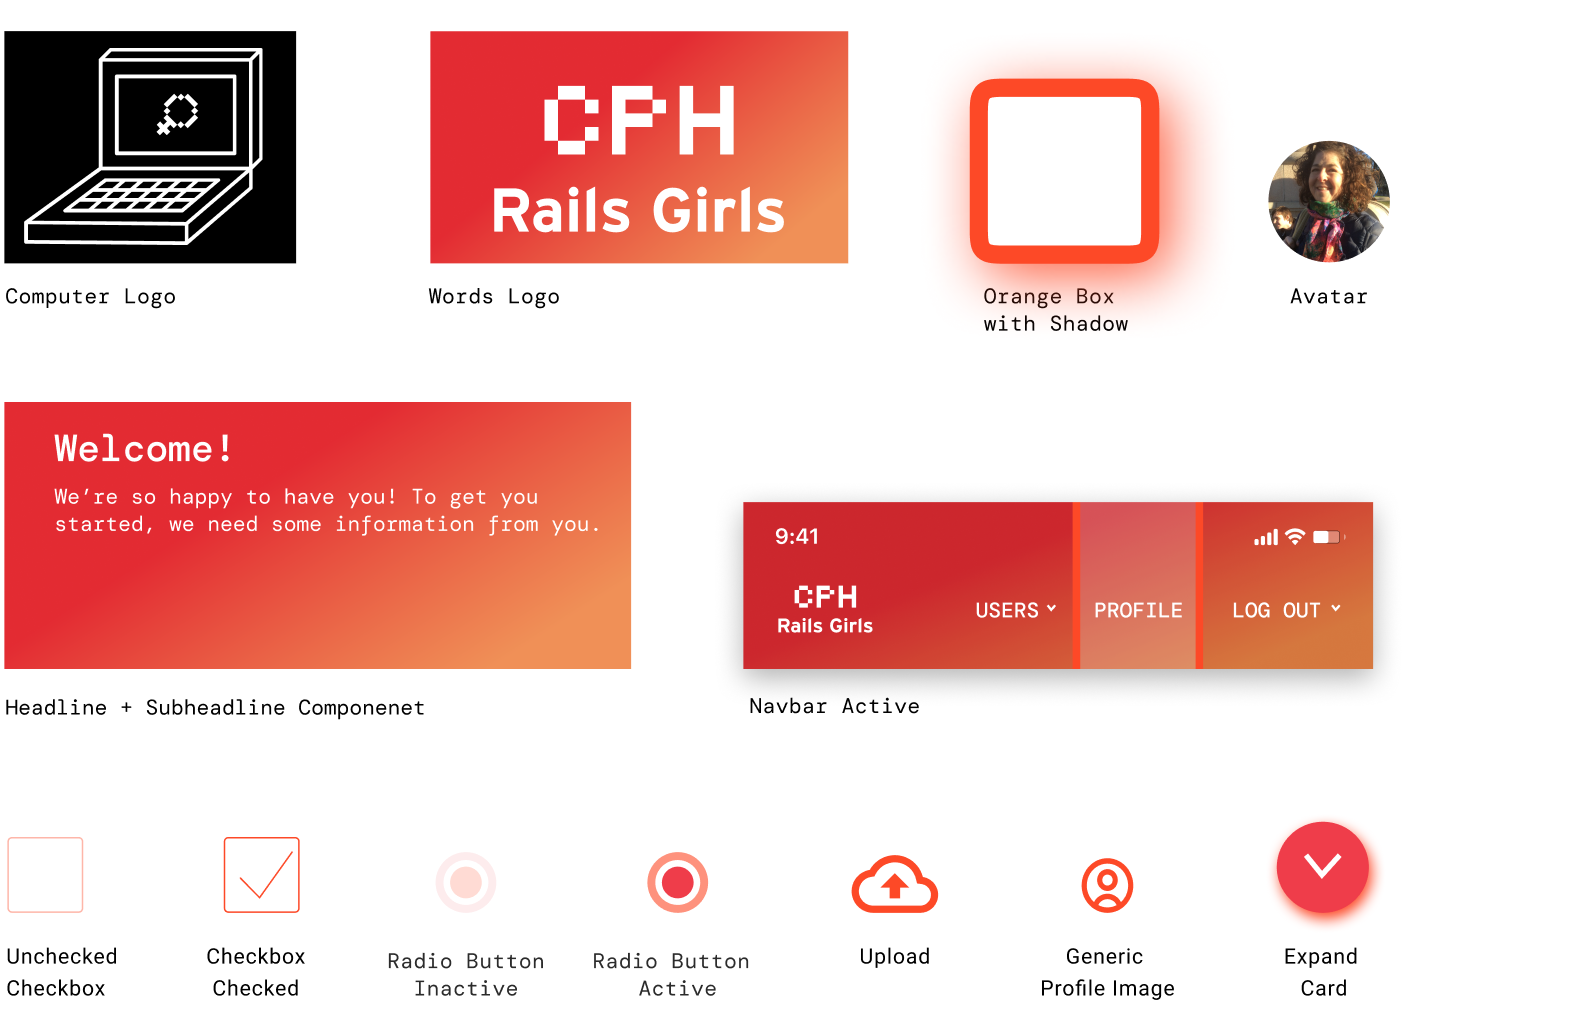 CPH
Rails Girls
Computer Logo
Words Logo
Orange Box
with Shadow
Avatar
Welcome!
We’re so happy to have you! To get you
started, we need some information from you.
Headline + Subheadline Componenet
9:41
CPH
Rails Girls
USERS
PROFILE
LOG OUT
Navbar Active
Unchecked
Checkbox
Checkbox
Checked
Radio Button
Inactive
Radio Button
Active
Upload
Generic
Profile Image
Expand
Card